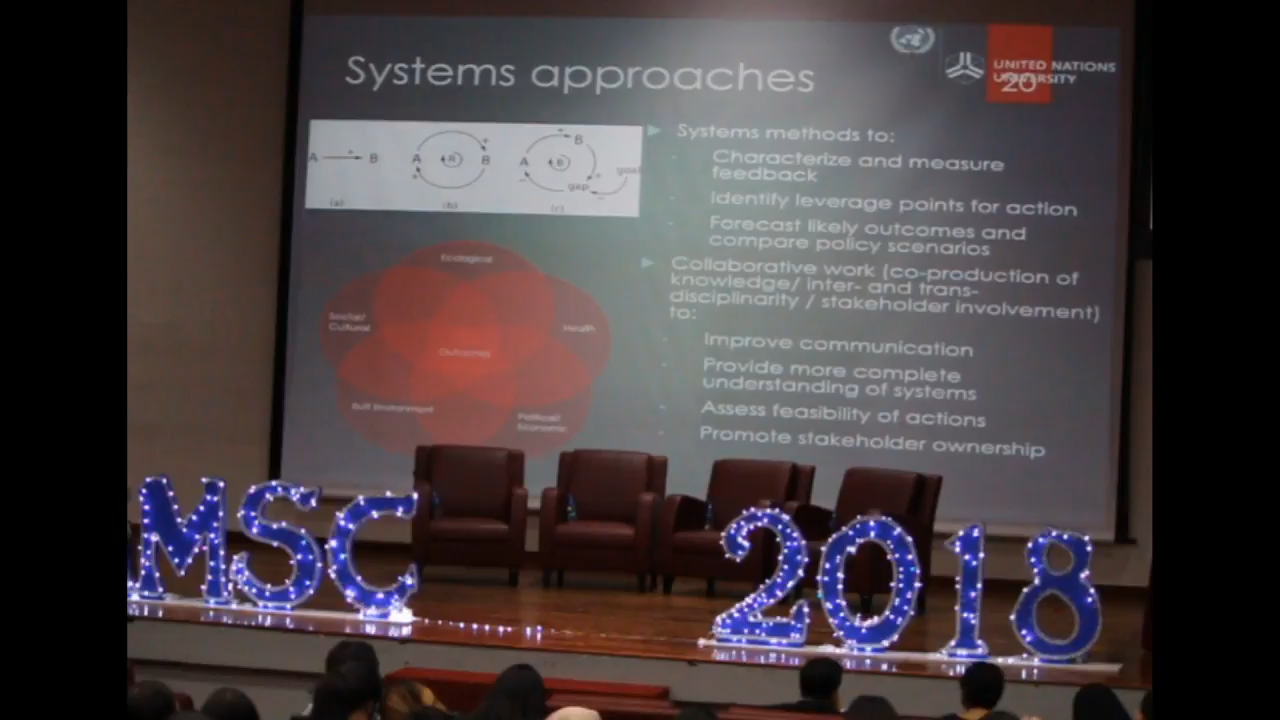 Systems approaches
UNITED NATIONS
UNIVERSITY
20
A + B
(a)
A + B
R
+
(b)
A + B
B
+
goal
gap
−
−
(c)
Ecological
Social/
Cultural
Health
Outcomes
Built Environment
Political/
Economic
Systems methods to:
Characterize and measure
feedback
Identify leverage points for action
Forecast likely outcomes and
compare policy scenarios
Collaborative work (co-production of
knowledge/ inter- and trans-
disciplinarity / stakeholder involvement)
to:
Improve communication
Provide more complete
understanding of systems
Assess feasibility of actions
Promote stakeholder ownership
MSC 2018